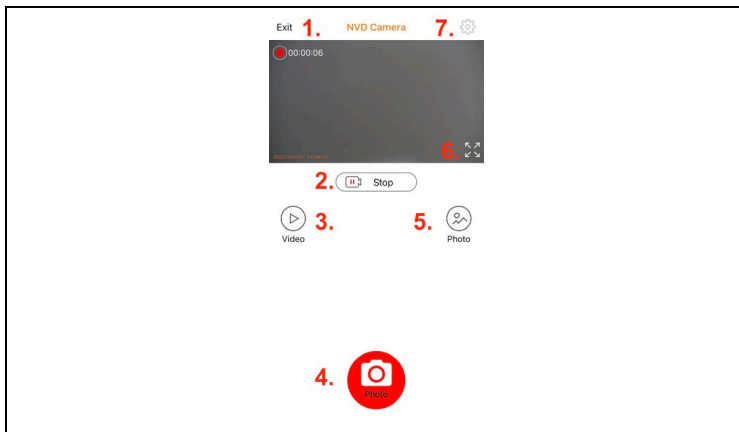 Exit 1. NVD Camera 7.
00:00:06
6.
2. Stop
3. 5.
Video Photo
4.
Photo